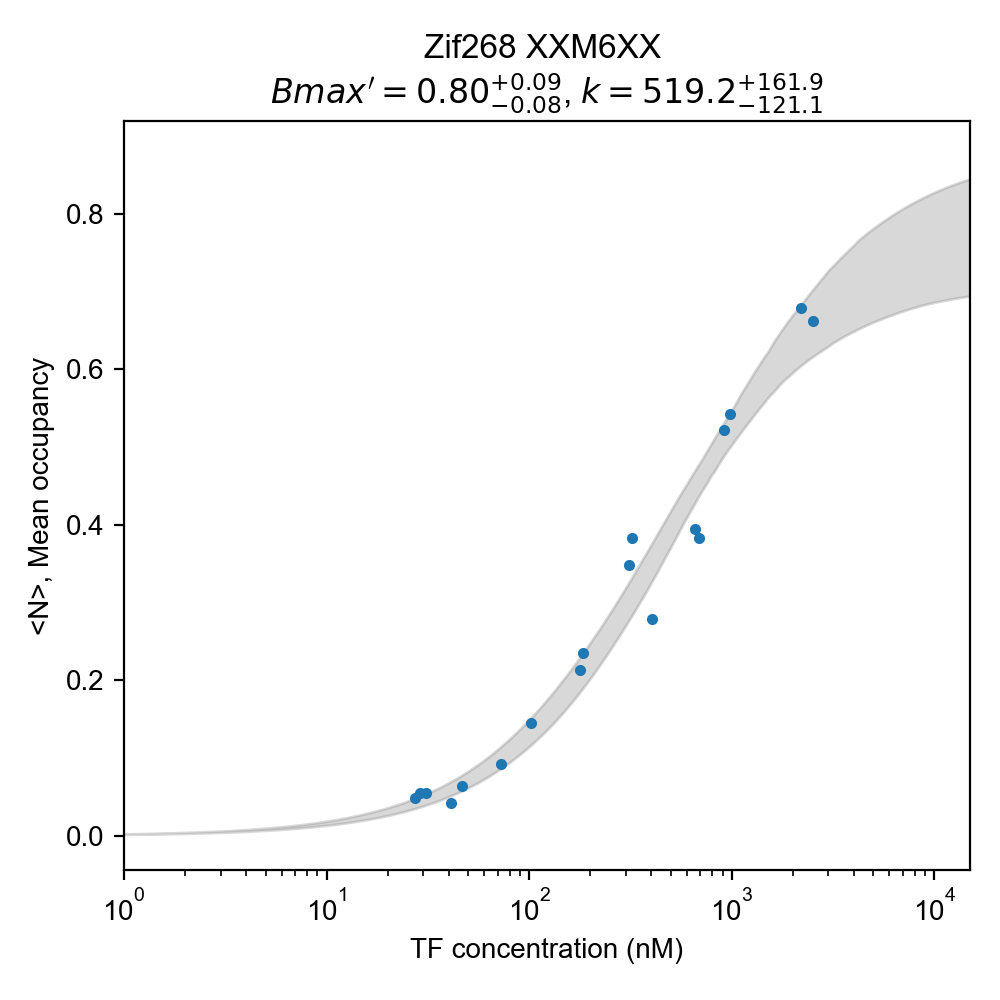 Zif268 XXM6XX
Bmax′ = 0.80 +0.09 −0.08, k = 519.2 +161.9 −121.1
<N>, Mean occupancy
0.8
0.6
0.4
0.2
0.0
10^0 10^1 10^2 10^3 10^4
TF concentration (nM)